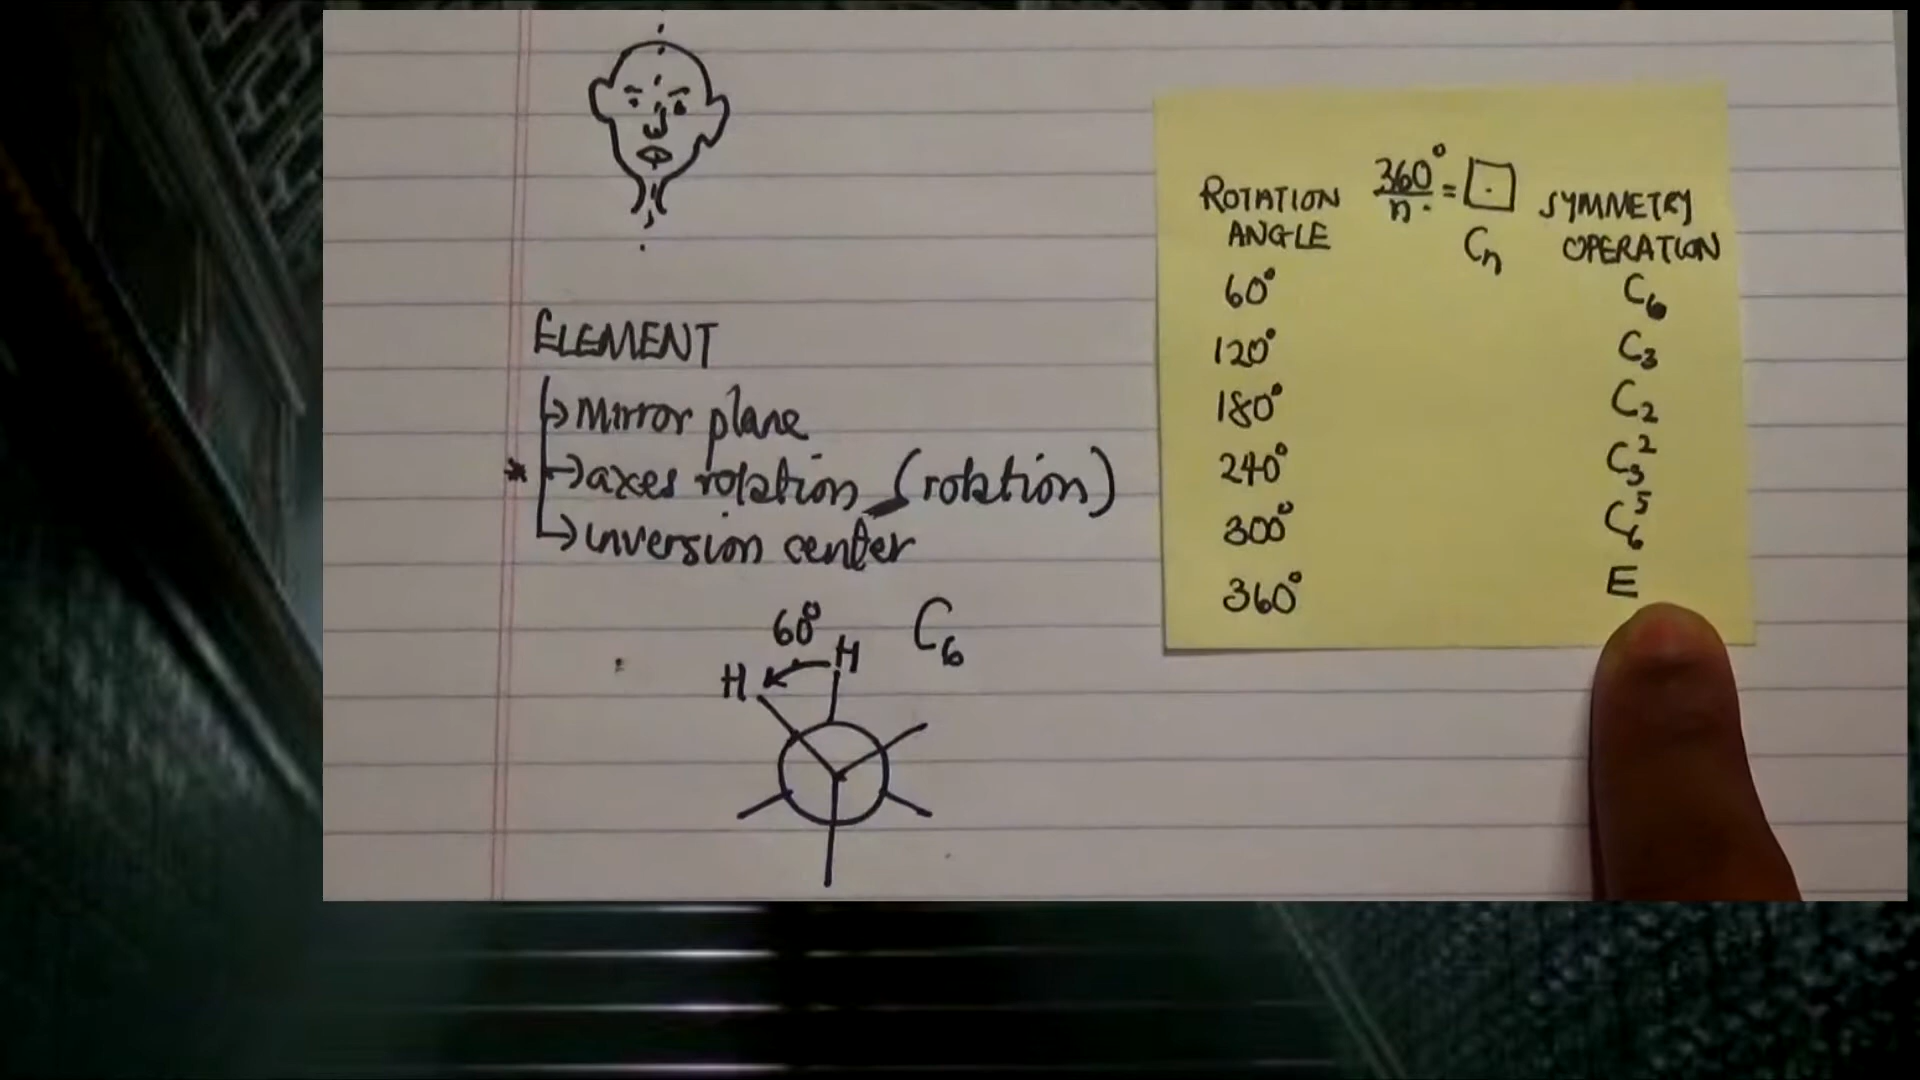 ELEMENT
→ Mirror plane
* → axes rotation (rotation)
→ inversion center
60° C₆
H H
ROTATION ANGLE 360°/n = □ Cₙ SYMMETRY OPERATION
60° C₆
120° C₃
180° C₂
240° C₃²
300° C₆⁵
360° E